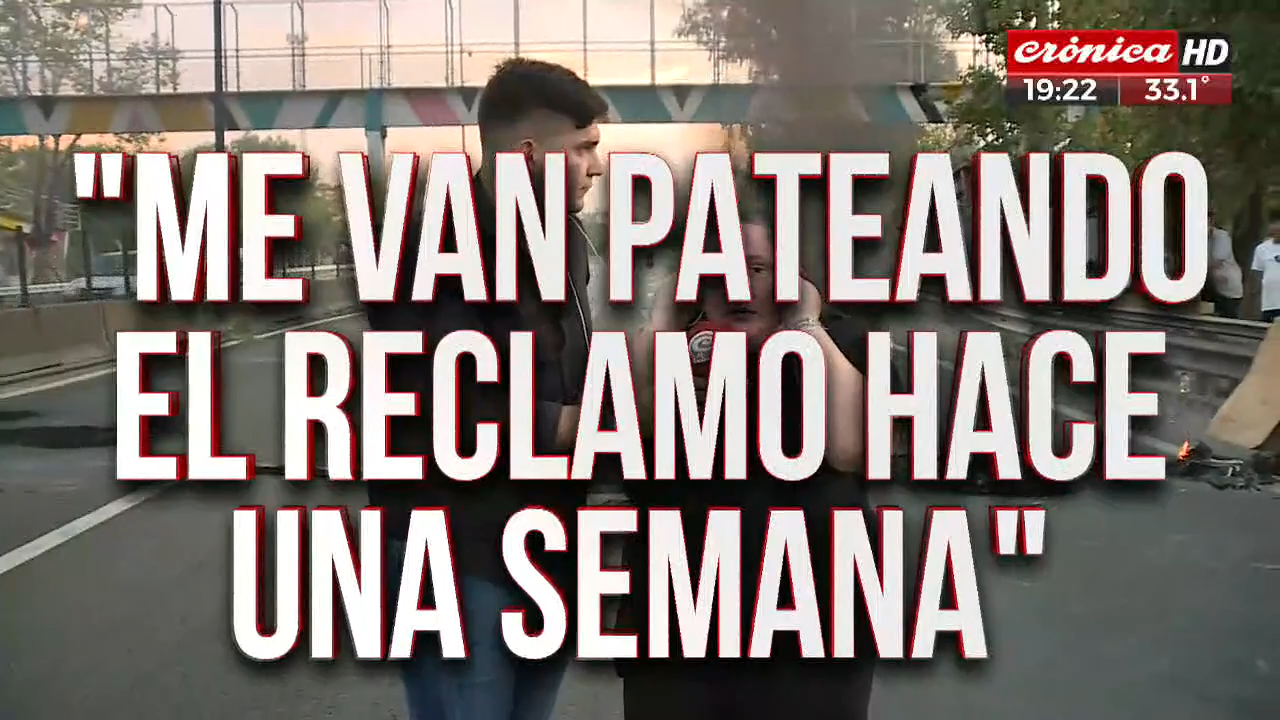 crónica HD
19:22 33.1°
"ME VAN PATEANDO
EL RECLAMO HACE
UNA SEMANA"